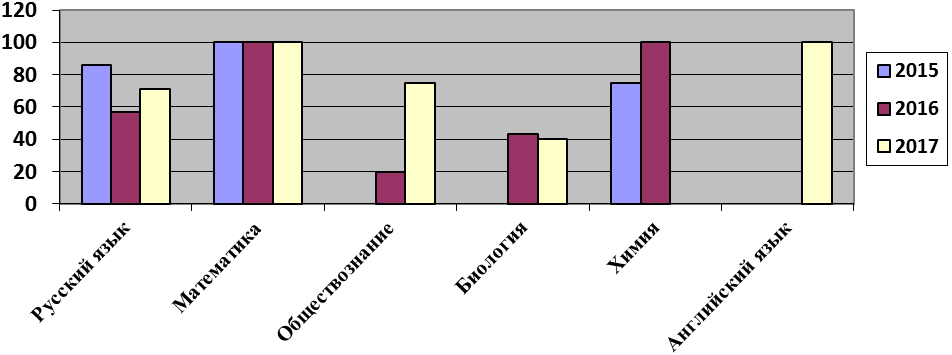 120
100
80
60
40
20
0
2015
2016
2017
Русский язык
Математика
Обществознание
Биология
Химия
Английский язык